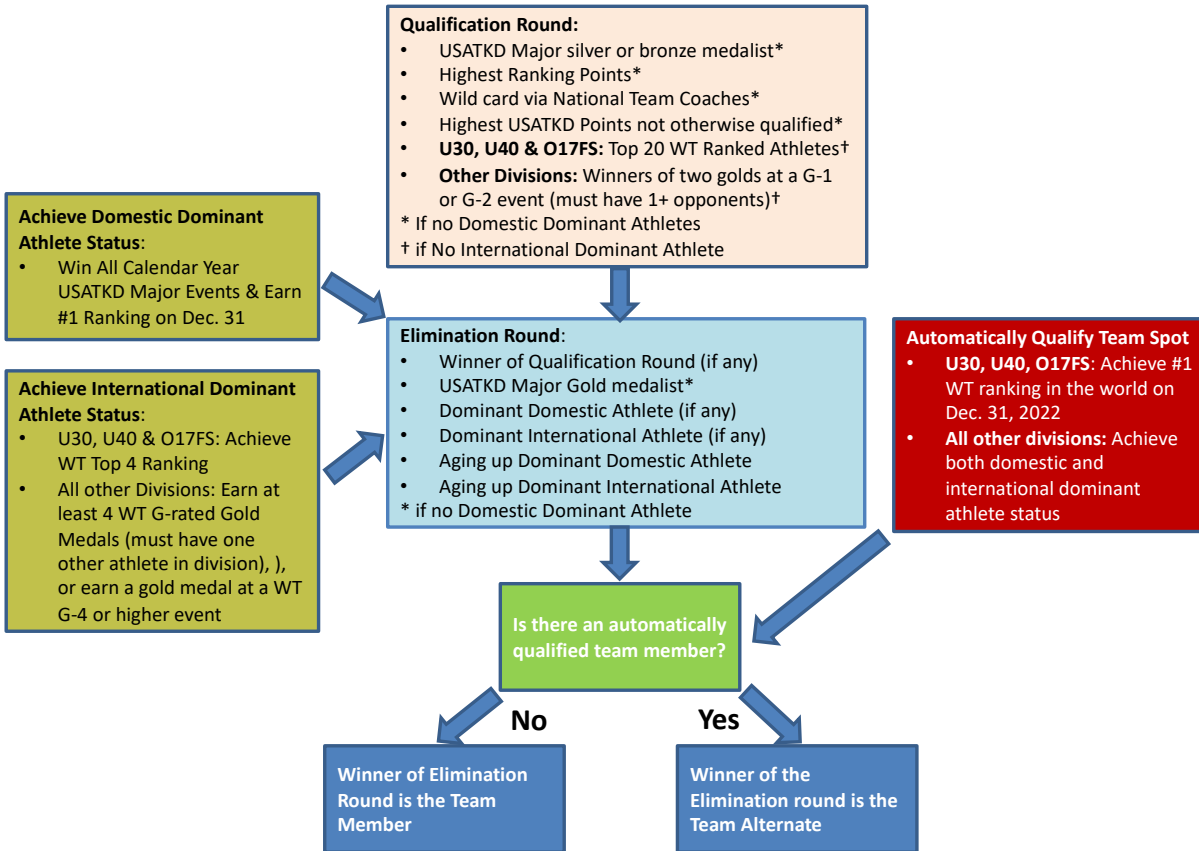 Qualification Round:
• USATKD Major silver or bronze medalist*
• Highest Ranking Points*
• Wild card via National Team Coaches*
• Highest USATKD Points not otherwise qualified*
• U30, U40 & O17FS: Top 20 WT Ranked Athletes†
• Other Divisions: Winners of two golds at a G-1
or G-2 event (must have 1+ opponents)†
* If no Domestic Dominant Athletes
† if No International Dominant Athlete
Achieve Domestic Dominant
Athlete Status:
• Win All Calendar Year
USATKD Major Events & Earn
#1 Ranking on Dec. 31
Achieve International Dominant
Athlete Status:
• U30, U40 & O17FS: Achieve
WT Top 4 Ranking
• All other Divisions: Earn at
least 4 WT G-rated Gold
Medals (must have one
other athlete in division), ),
or earn a gold medal at a WT
G-4 or higher event
Elimination Round:
• Winner of Qualification Round (if any)
• USATKD Major Gold medalist*
• Dominant Domestic Athlete (if any)
• Dominant International Athlete (if any)
• Aging up Dominant Domestic Athlete
• Aging up Dominant International Athlete
* if no Domestic Dominant Athlete
Automatically Qualify Team Spot
• U30, U40, O17FS: Achieve #1
WT ranking in the world on
Dec. 31, 2022
• All other divisions: Achieve
both domestic and
international dominant
athlete status
Is there an automatically
qualified team member?
No
Yes
Winner of Elimination
Round is the Team
Member
Winner of the
Elimination round is the
Team Alternate